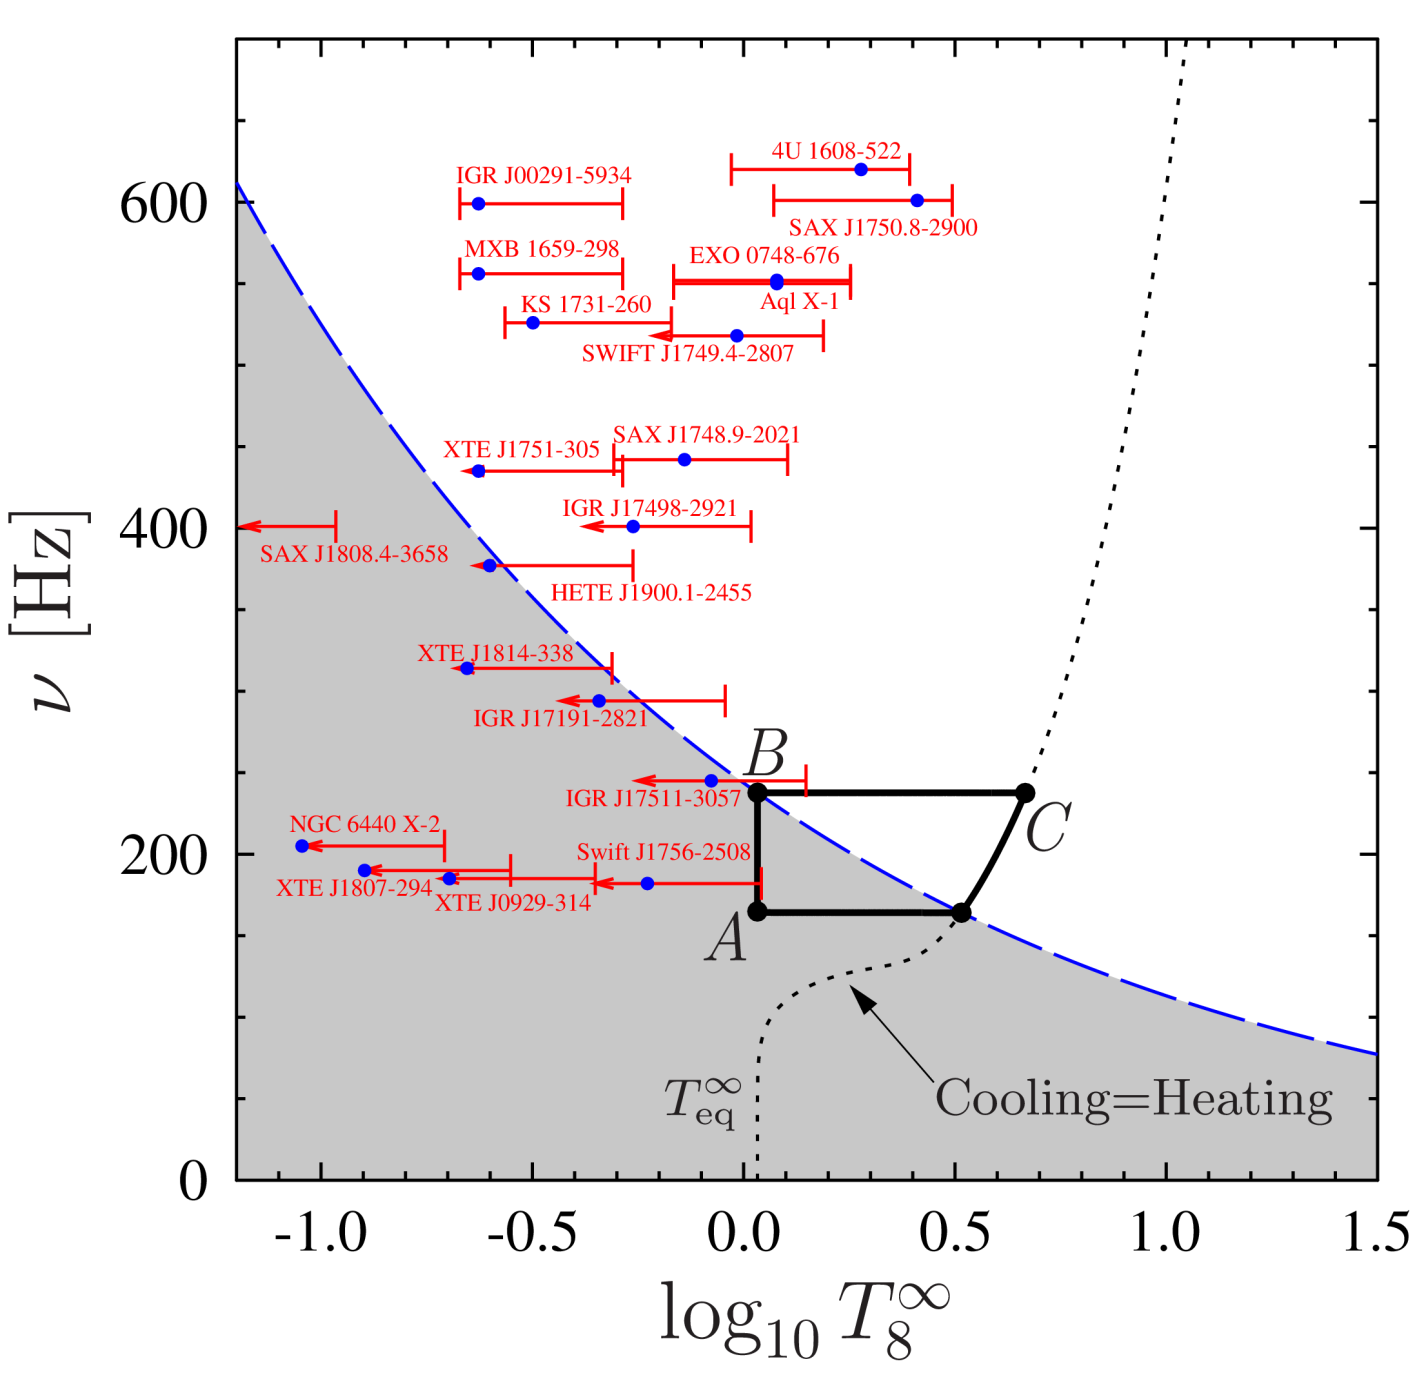 4U 1608-522
IGR J00291-5934
600
SAX J1750.8-2900
MXB 1659-298
EXO 0748-676
KS 1731-260
Aql X-1
SWIFT J1749.4-2807
SAX J1748.9-2021
XTE J1751-305
IGR J17498-2921
400
SAX J1808.4-3658
HETE J1900.1-2455
ν [Hz]
XTE J1814-338
IGR J17191-2821
B
IGR J17511-3057
C
NGC 6440 X-2
200
Swift J1756-2508
XTE J1807-294
XTE J0929-314
A
T_eq^∞
Cooling=Heating
0
-1.0 -0.5 0.0 0.5 1.0 1.5
log₁₀ T₈^∞